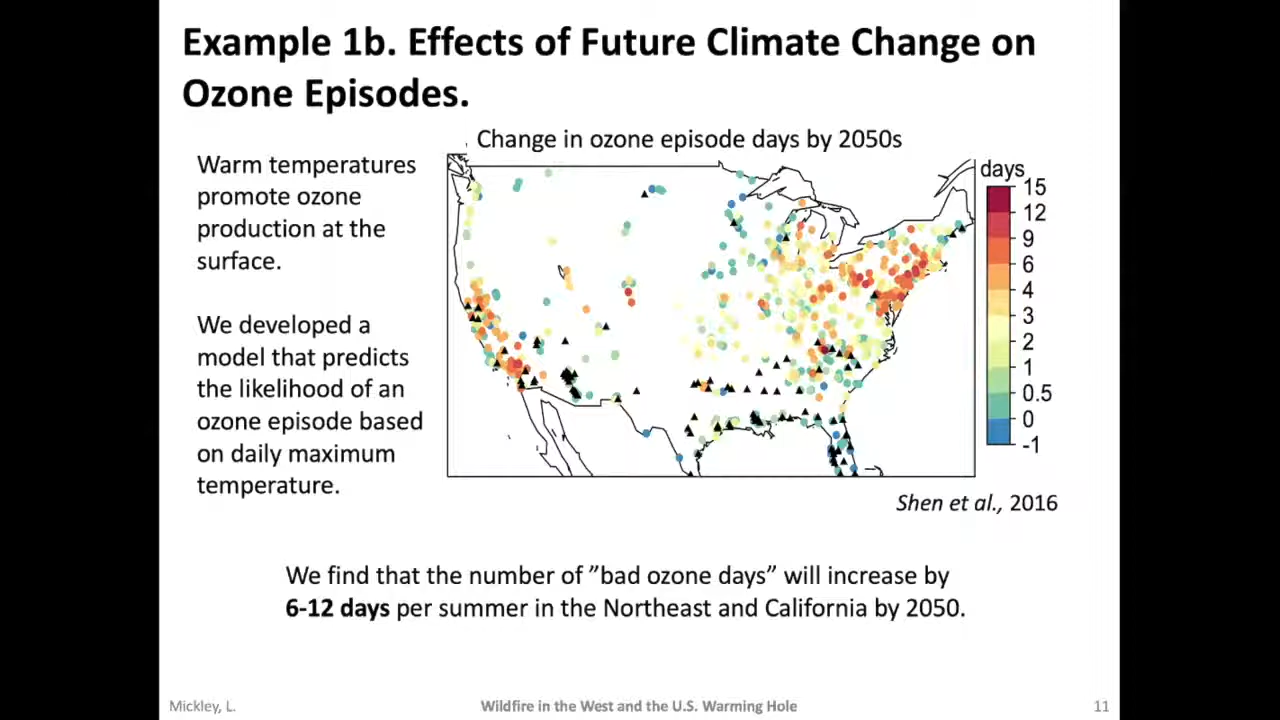 Example 1b. Effects of Future Climate Change on
Ozone Episodes.
Change in ozone episode days by 2050s
Warm temperatures
promote ozone
production at the
surface.
We developed a
model that predicts
the likelihood of an
ozone episode based
on daily maximum
temperature.
days
15
12
9
6
4
3
2
1
0.5
0
-1
Shen et al., 2016
We find that the number of ”bad ozone days” will increase by
6-12 days per summer in the Northeast and California by 2050.
Mickley, L.
Wildfire in the West and the U.S. Warming Hole
11